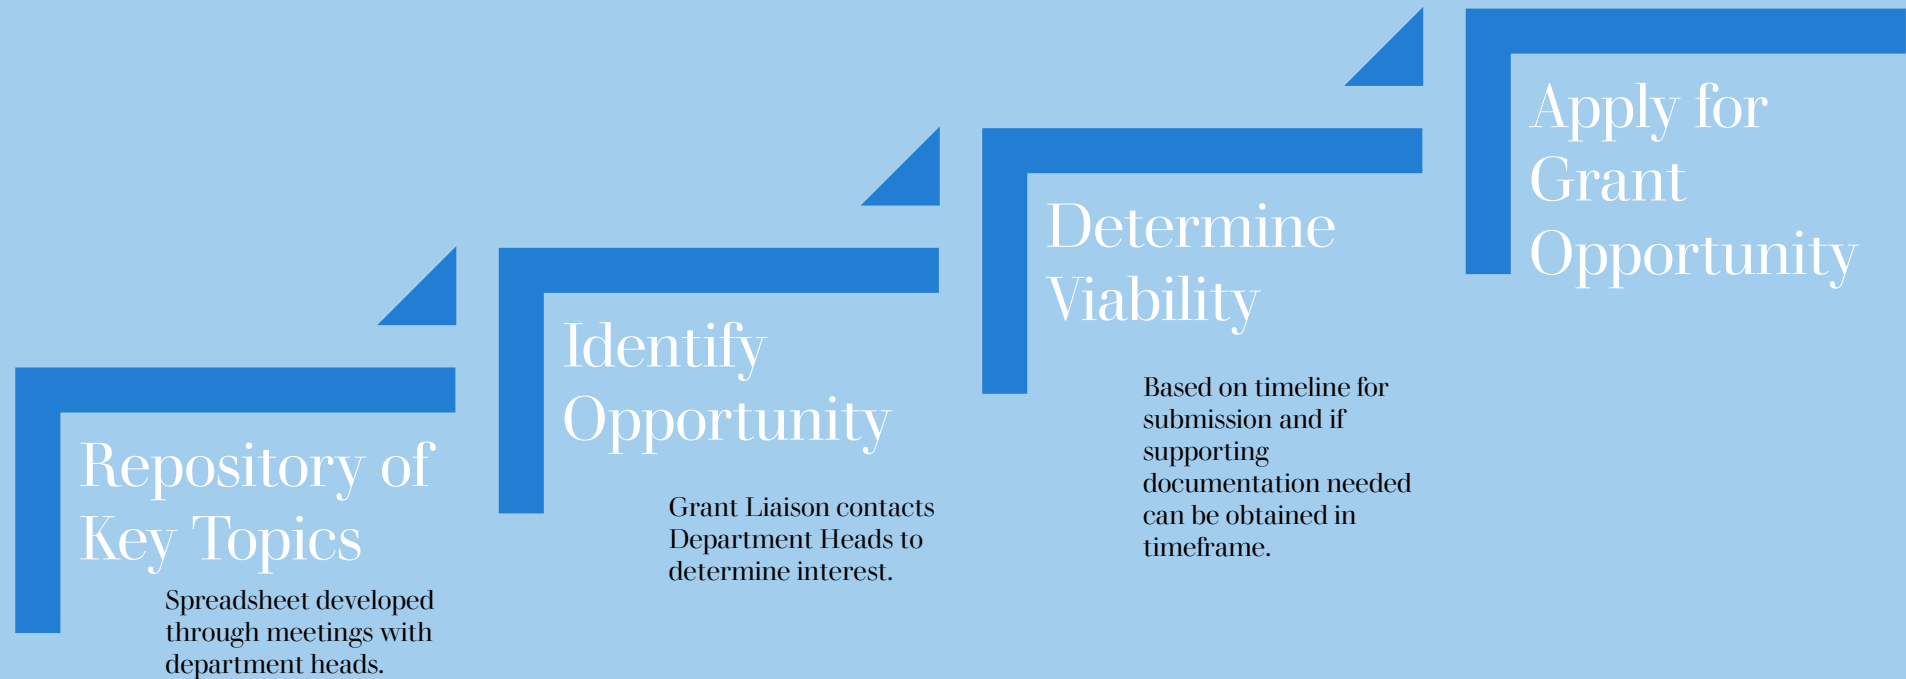 Repository of
Key Topics
Spreadsheet developed
through meetings with
department heads.
Identify
Opportunity
Grant Liaison contacts
Department Heads to
determine interest.
Determine
Viability
Based on timeline for
submission and if
supporting
documentation needed
can be obtained in
timeframe.
Apply for
Grant
Opportunity